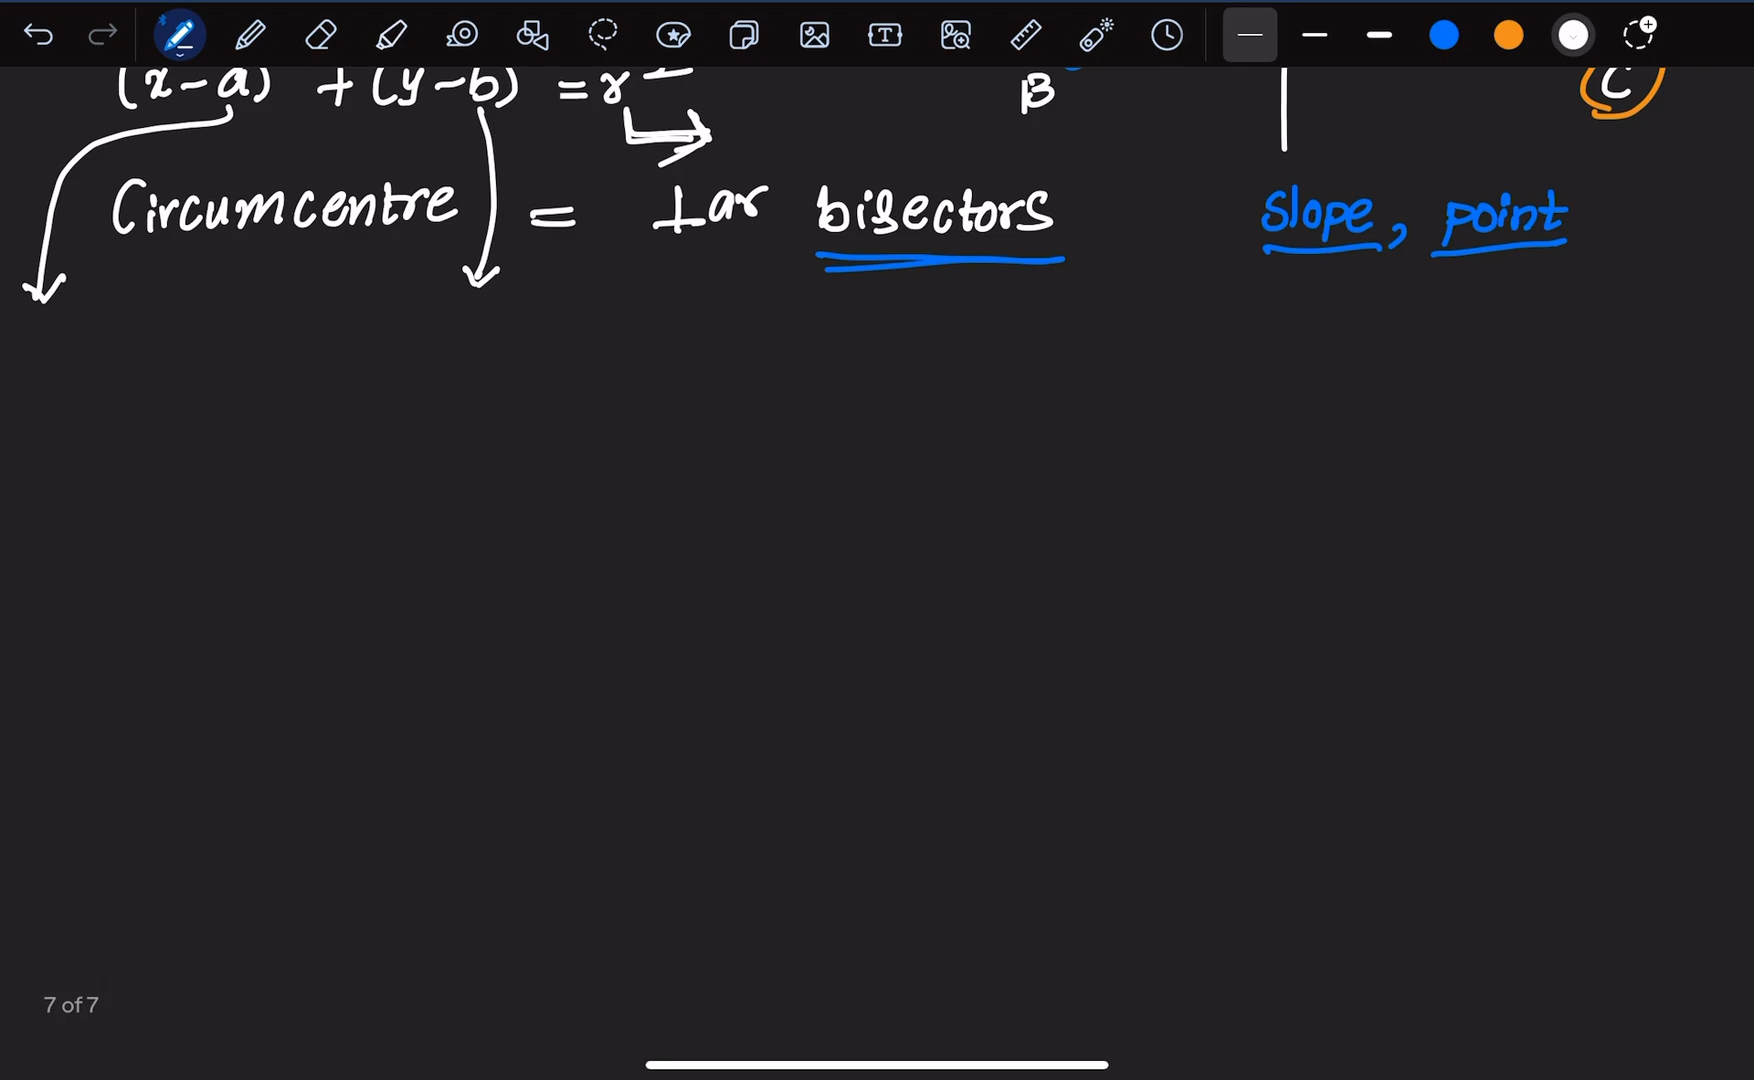 (x-a) + (y-b) = r
B
C
Circumcentre = ⊥ar bisectors
slope, point
7 of 7